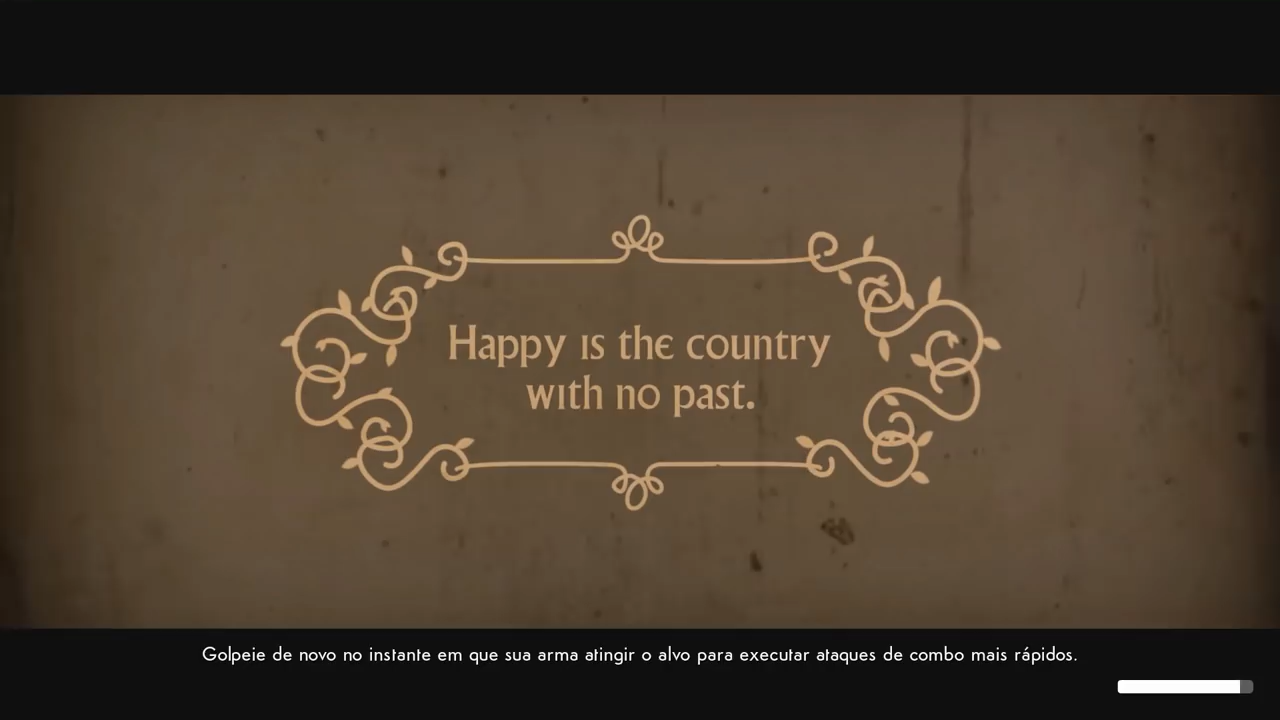 Happy is the country
with no past.
Golpeie de novo no instante em que sua arma atingir o alvo para executar ataques de combo mais rápidos.